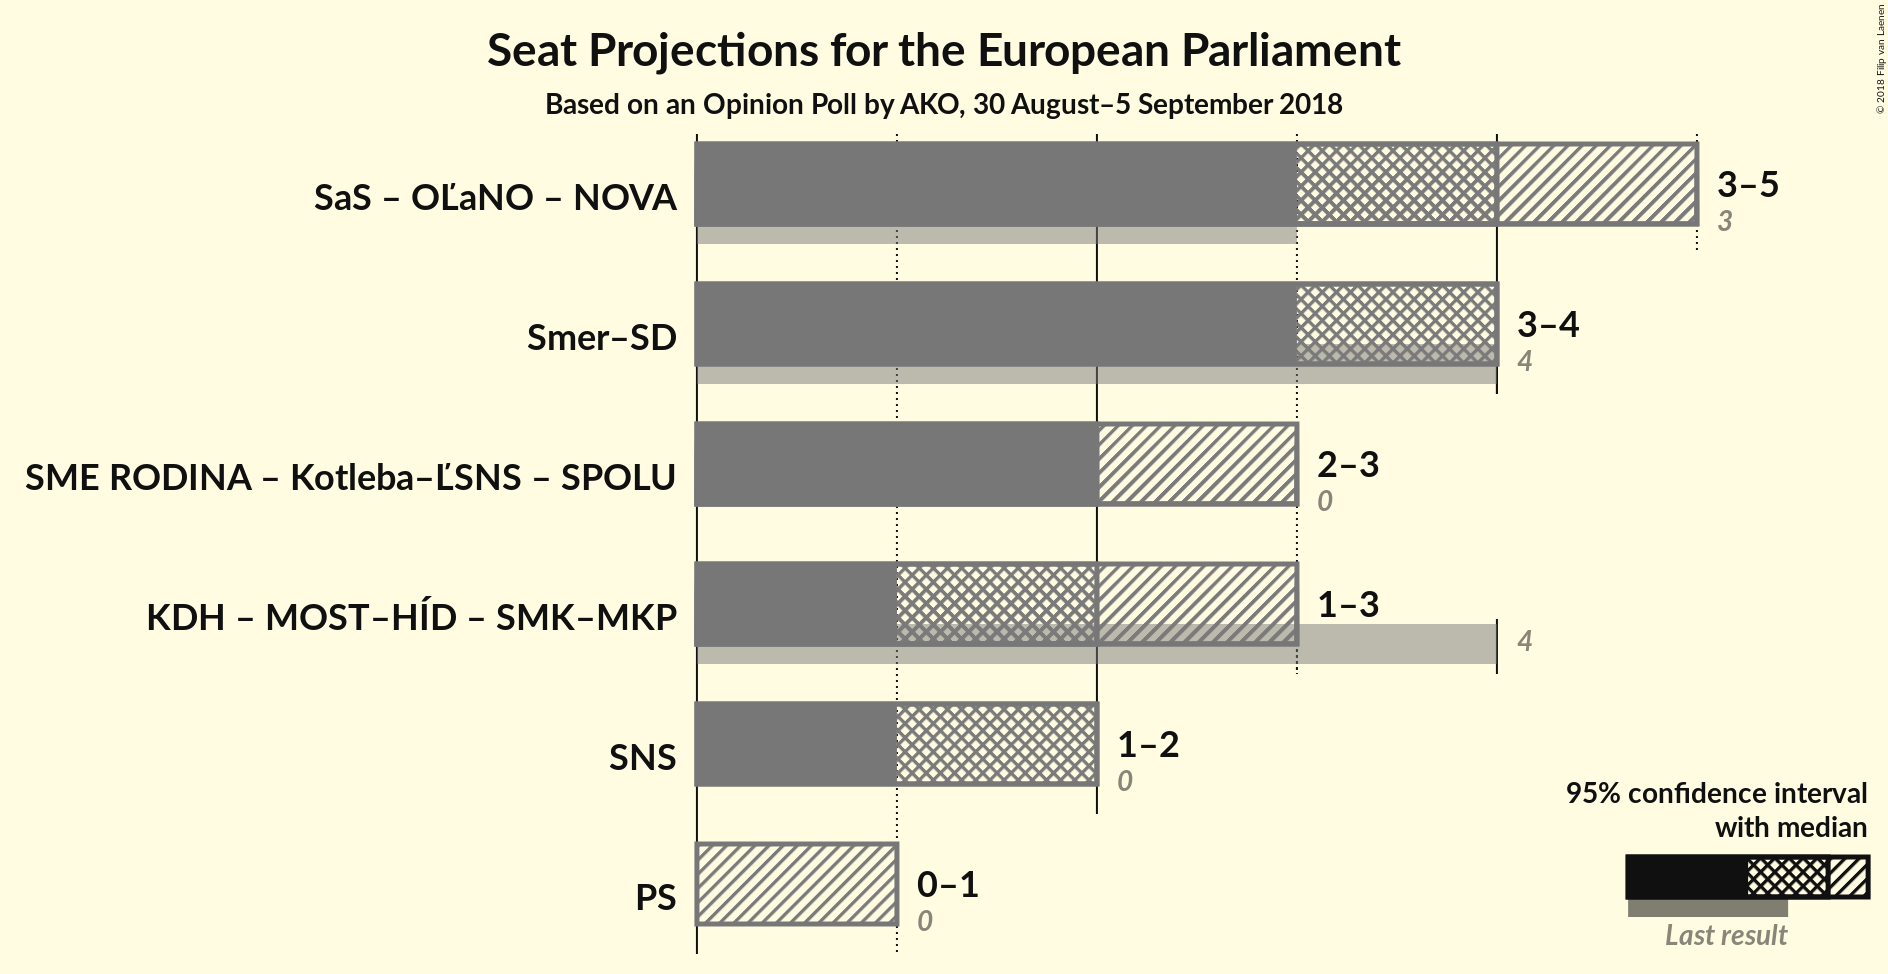 Seat Projections for the European Parliament
Based on an Opinion Poll by AKO, 30 August–5 September 2018
© 2018 Filip van Laenen
SaS – OĽaNO – NOVA
3–5
3
Smer–SD
3–4
4
SME RODINA – Kotleba–ĽSNS – SPOLU
2–3
0
KDH – MOST–HÍD – SMK–MKP
1–3
4
SNS
1–2
0
PS
0–1
0
95% confidence interval
with median
Last result